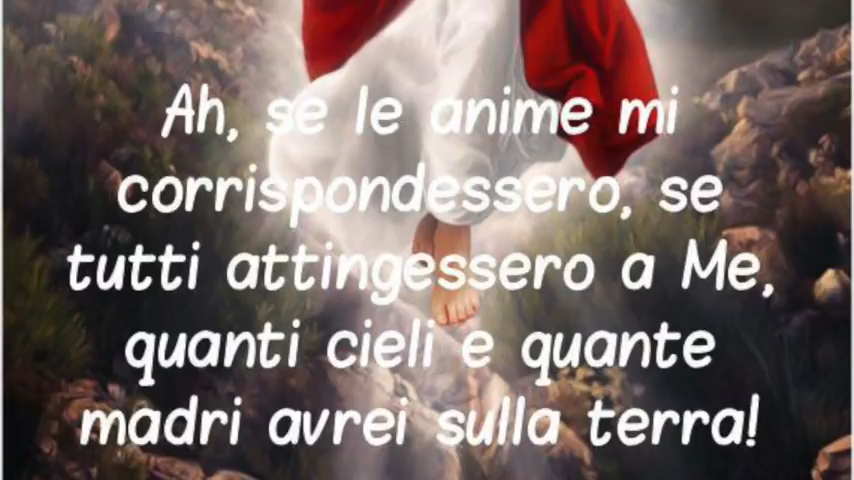 Ah, se le anime mi
corrispondessero, se
tutti attingessero a Me,
quanti cieli e quante
madri avrei sulla terra!